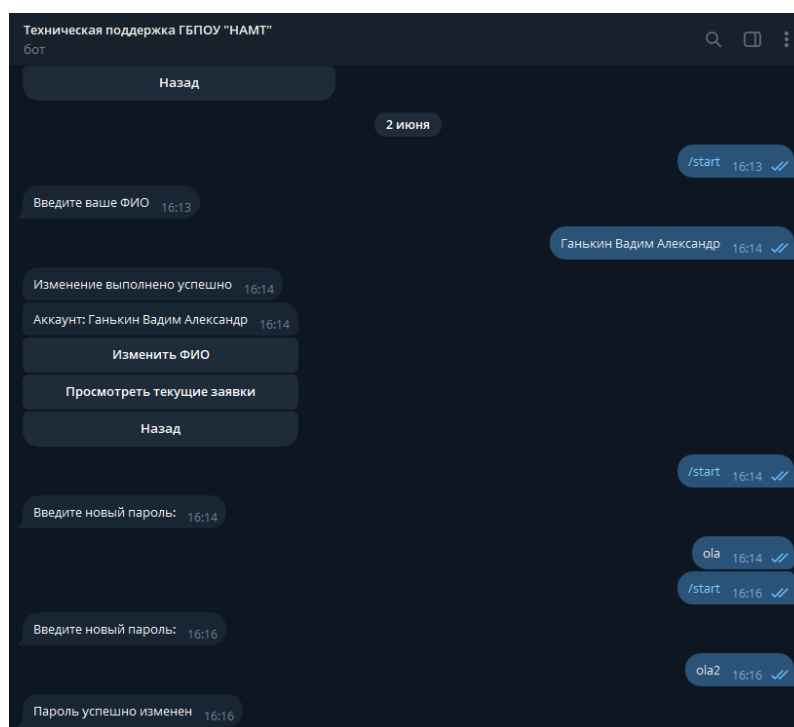 Техническая поддержка ГБПОУ "НАМТ"
бот
Назад
2 июня
/start 16:13
Введите ваше ФИО 16:13
Ганькин Вадим Александр 16:14
Изменение выполнено успешно 16:14
Аккаунт: Ганькин Вадим Александр 16:14
Изменить ФИО
Просмотреть текущие заявки
Назад
/start 16:14
Введите новый пароль: 16:14
ola 16:14
/start 16:16
Введите новый пароль: 16:16
ola2 16:16
Пароль успешно изменен 16:16